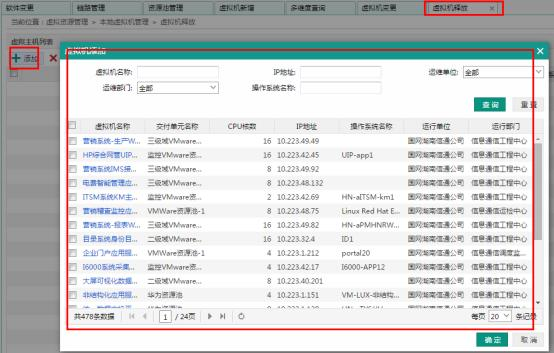 软件变更 链路管理 资源池管理 虚拟机新增 多维度查询 虚拟机变更 虚拟机释放
当前位置：虚拟资源管理 > 本地虚拟机管理 > 虚拟机释放
虚拟主机列表
添加
虚拟机添加
虚拟机名称: IP地址: 运维单位: 全部
运维部门: 全部 操作系统名称:
查询 重置
虚拟机名称 交付单元名称 CPU核数 IP地址 操作系统名称 运行单位 运行部门
营销系统-生产W... 三级域VMware... 16 10.223.49.49 国网湖南信通公司 信息通信工程中心
HP综合网管UIP... 监控VMware资... 16 10.223.42.45 UIP-app1 国网湖南信通公司 信息通信工程中心
营销系统IMS接... 三级域VMware... 8 10.223.49.92 国网湖南信通公司 信息通信工程中心
电费智能管理应... 三级域VMware... 8 10.223.48.132 国网湖南信通公司 信息通信工程中心
ITSM系统KM主... 监控VMware资... 2 10.223.42.69 HN-aITSM-km1 国网湖南信通公司 信息通信工程中心
营销稽查监控应... VMWare资源池-1 8 10.223.48.75 Linux Red Hat E... 国网湖南信通公司 信息通信运检中心
营销系统-报表W... 三级域VMware... 8 10.223.49.82 HN-aPMHNRW... 国网湖南信通公司 信息通信工程中心
目录系统身份目... 二级域VMware... 4 10.223.32.4 ID1 国网湖南信通公司 信息通信工程中心
企业门户应用服... VMWare资源池-1 4 10.223.1.212 portal20 国网湖南信通公司 信息通信调度监...
I6000系统采集... 监控VMware资... 4 10.223.42.17 I6000-APP12 国网湖南信通公司 信息通信工程中心
大屏可视化数据... 二级域VMware... 8 10.223.40.201 国网湖南信通公司 信息通信工程中心
非结构化应用服... 华为资源池 4 10.223.1.151 VM-LUX-非结构... 国网湖南信通公司 信息通信工程中心
共478条数据 1 / 24页 每页 20 条记录
确定 取消